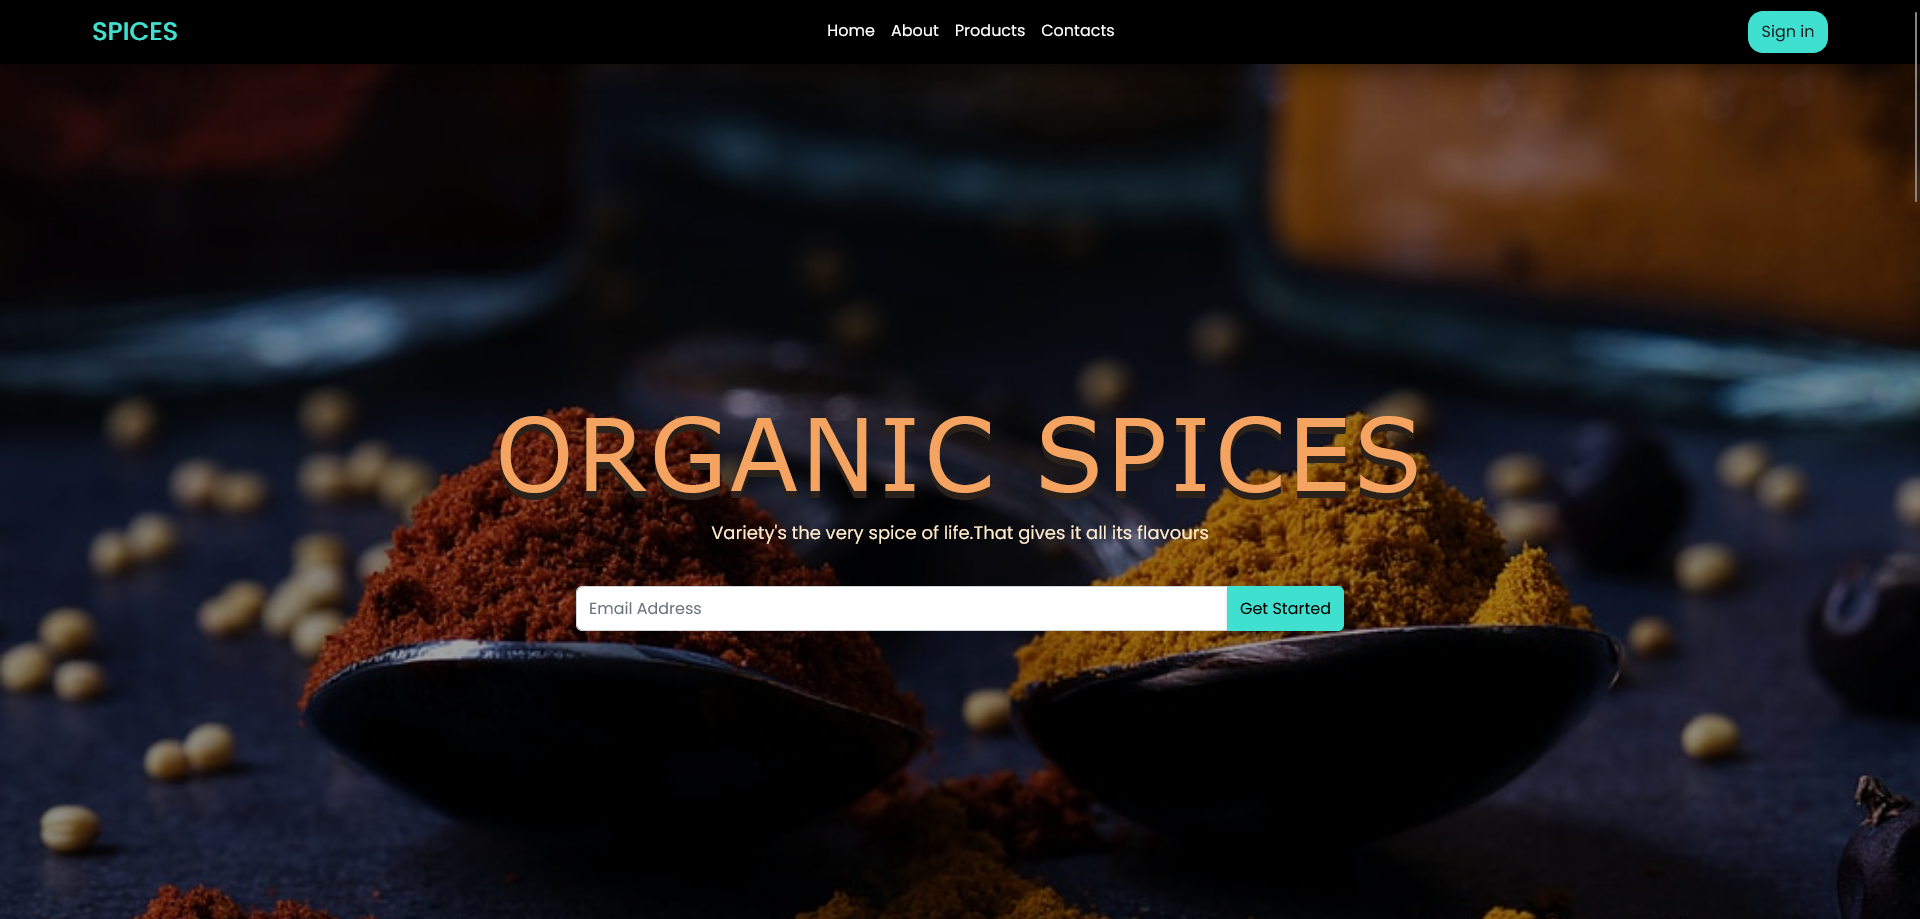 SPICES
Home About Products Contacts
Sign in
ORGANIC SPICES
Variety's the very spice of life.That gives it all its flavours
Email Address
Get Started